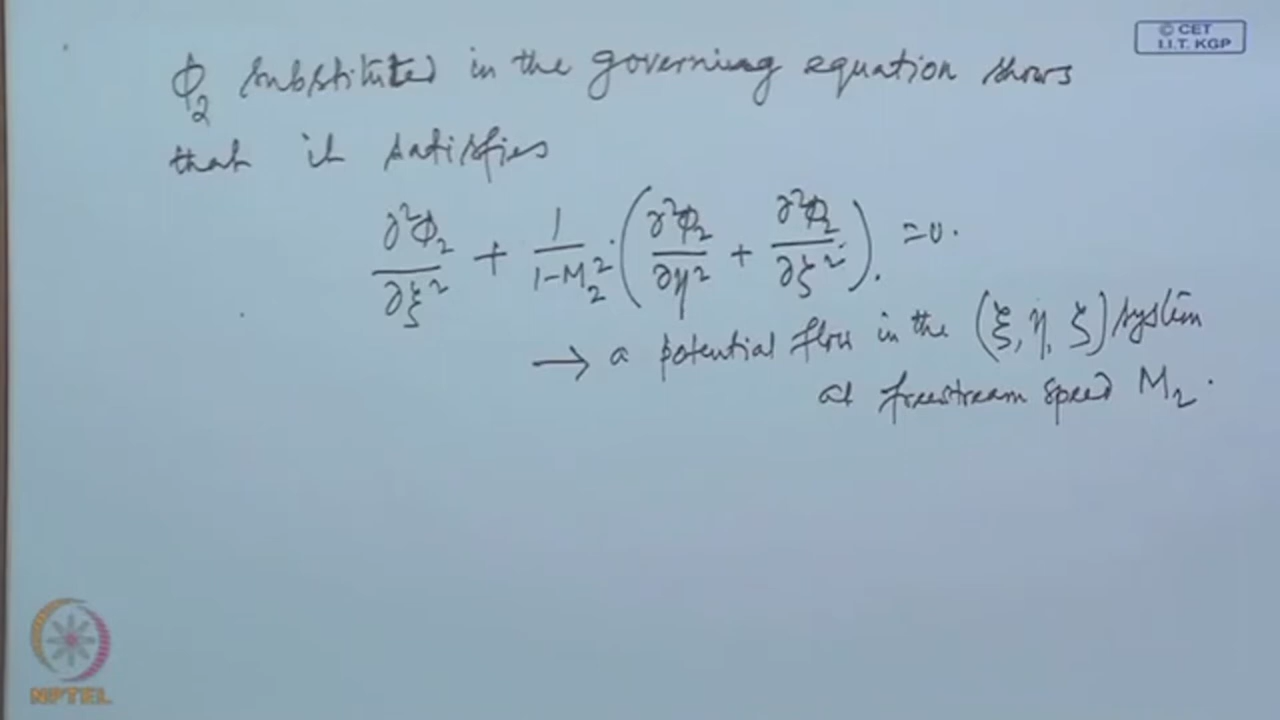 © CET
I.I.T. KGP
ϕ₂ substituted in the governing equation shows
that it satisfies
∂²ϕ₂/∂ξ² + 1/(1-M₂²) (∂²ϕ₂/∂η² + ∂²ϕ₂/∂ζ²) = 0.
→ a potential flow in the (ξ, η, ζ) system
at freestream speed M₂.
NPTEL